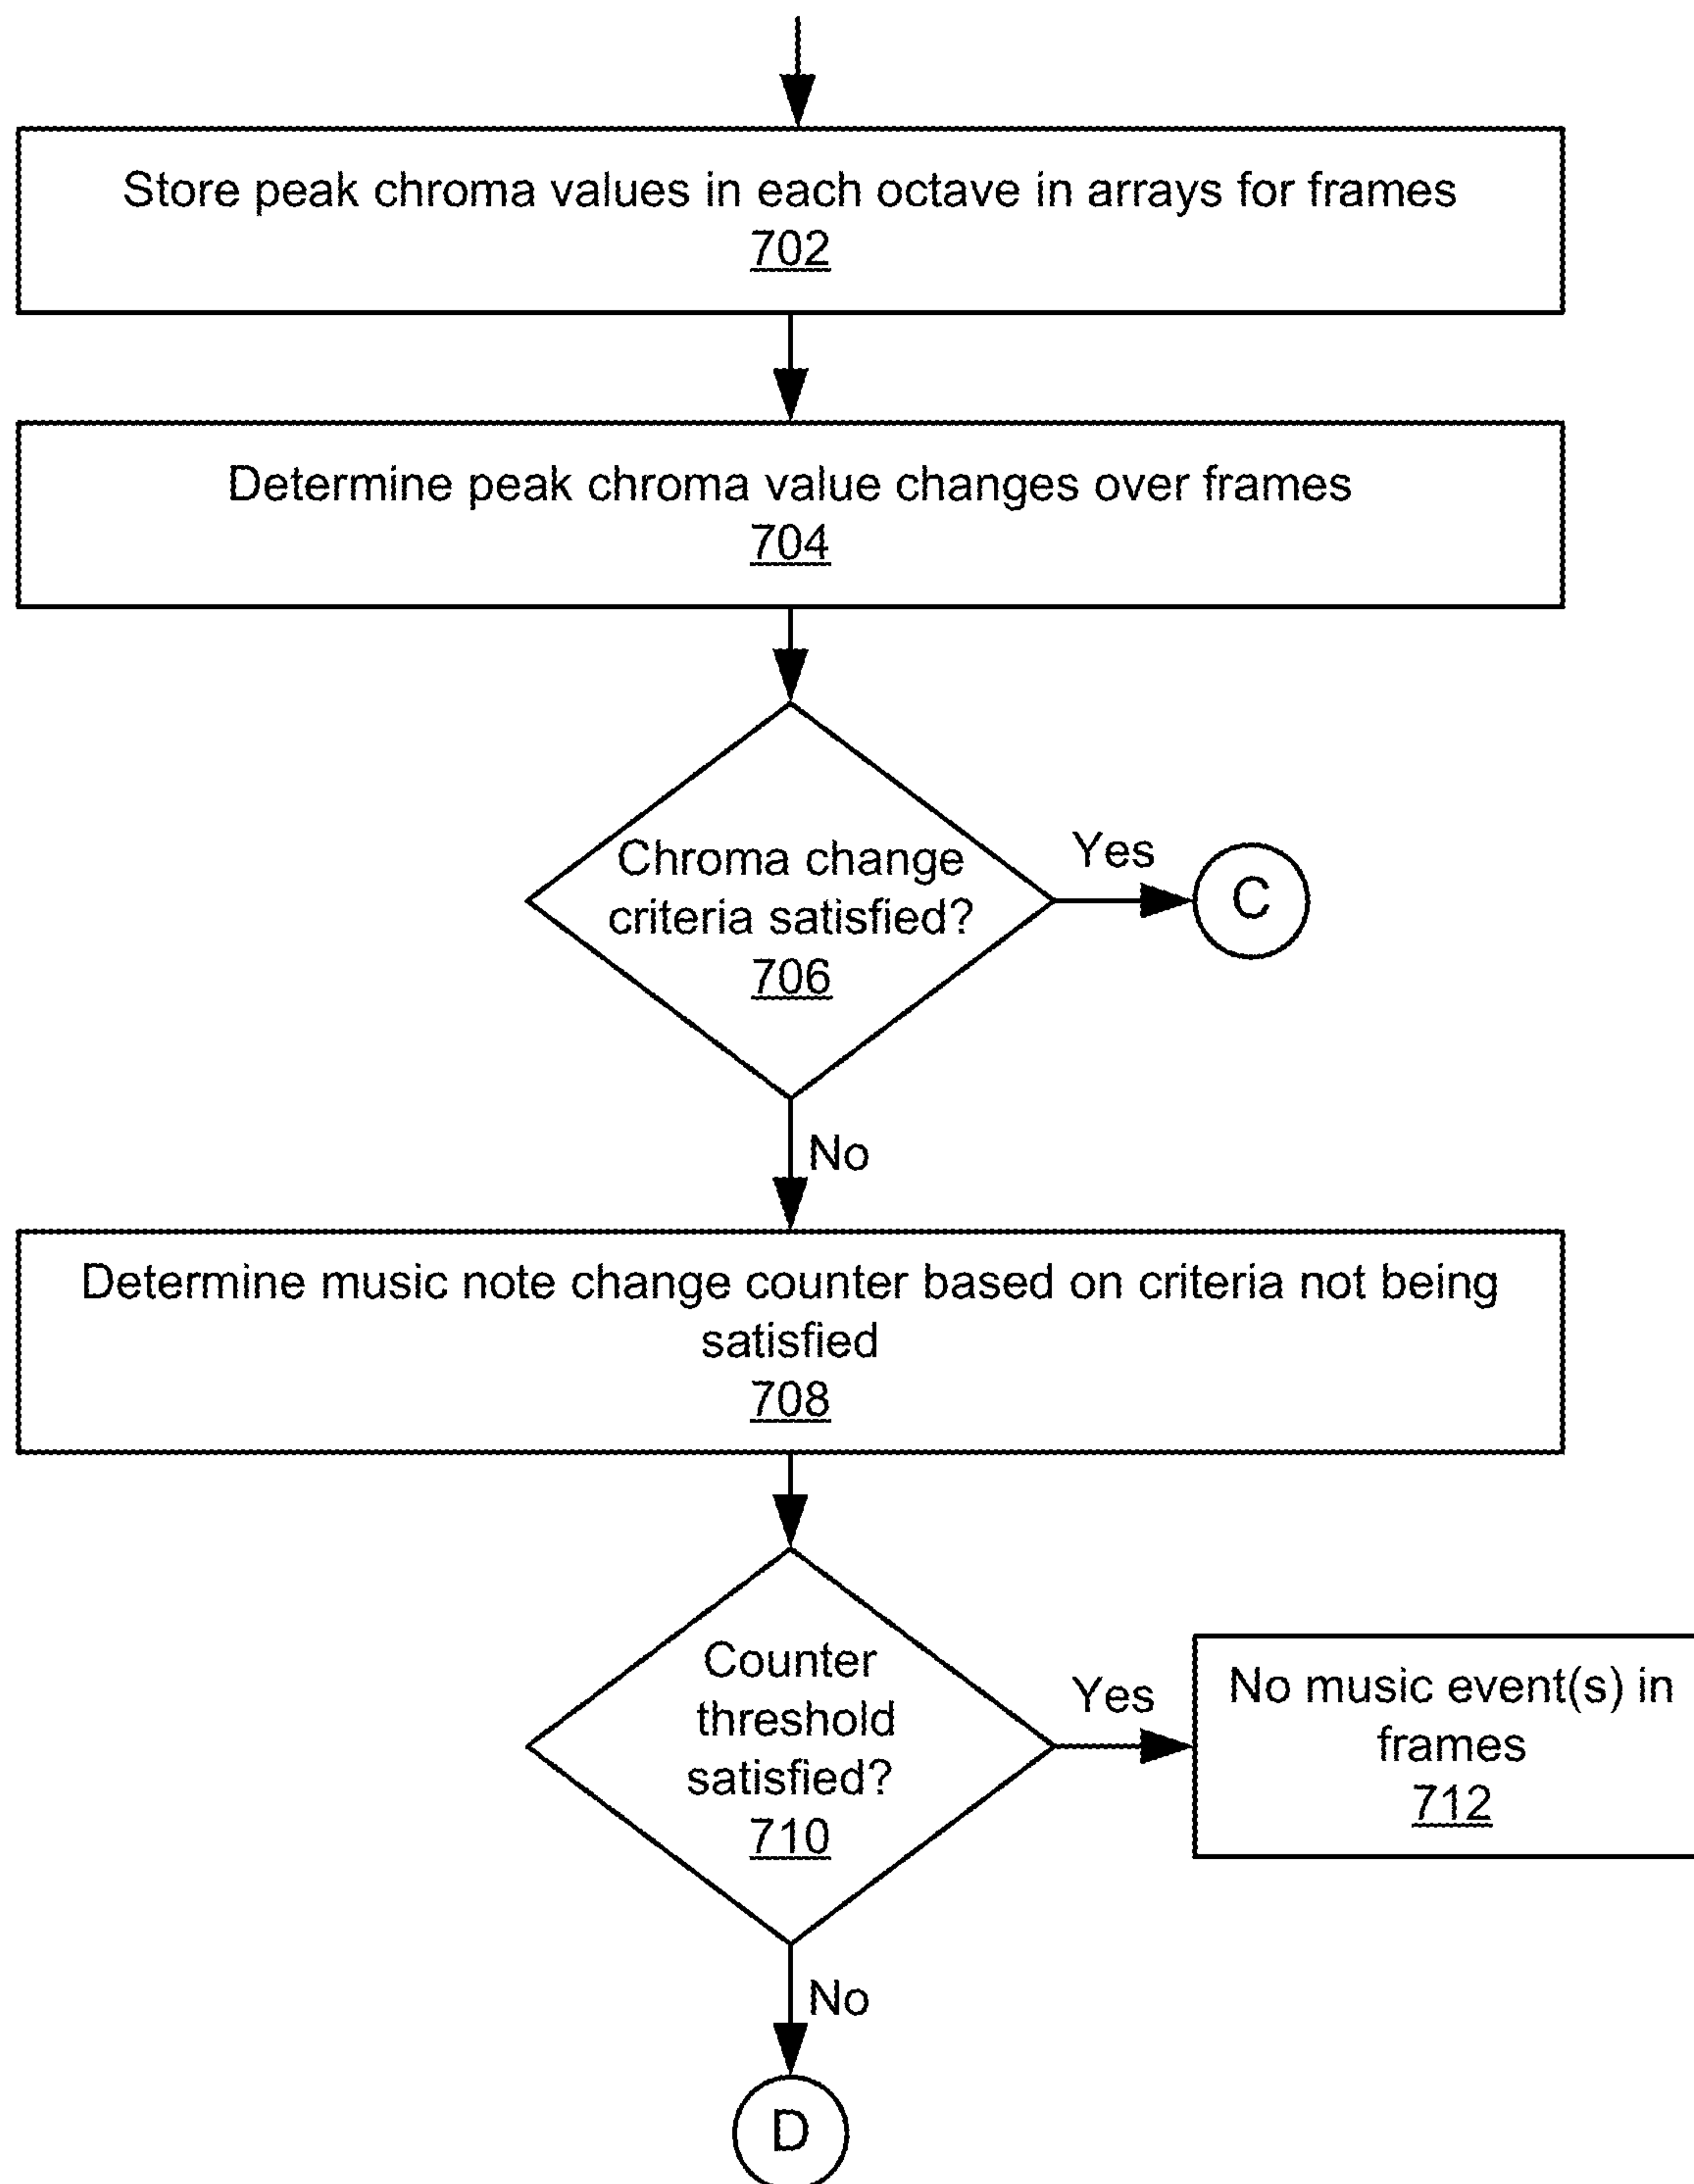 Store peak chroma values in each octave in arrays for frames
702
Determine peak chroma value changes over frames
704
Chroma change
criteria satisfied?
706
Yes
C
No
Determine music note change counter based on criteria not being
satisfied
708
Counter
threshold
satisfied?
710
Yes
No music event(s) in
frames
712
No
D